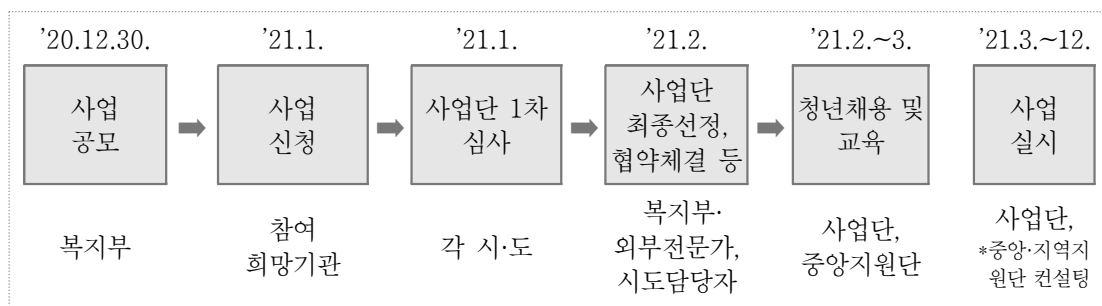 '20.12.30. '21.1. '21.1. '21.2. '21.2.~3. '21.3.~12.
사업
공모
사업
신청
사업단 1차
심사
사업단
최종선정,
협약체결 등
청년채용 및
교육
사업
실시
복지부
참여
희망기관
각 시·도
복지부·
외부전문가,
시도담당자
사업단,
중앙지원단
사업단,
*중앙·지역지
원단 컨설팅